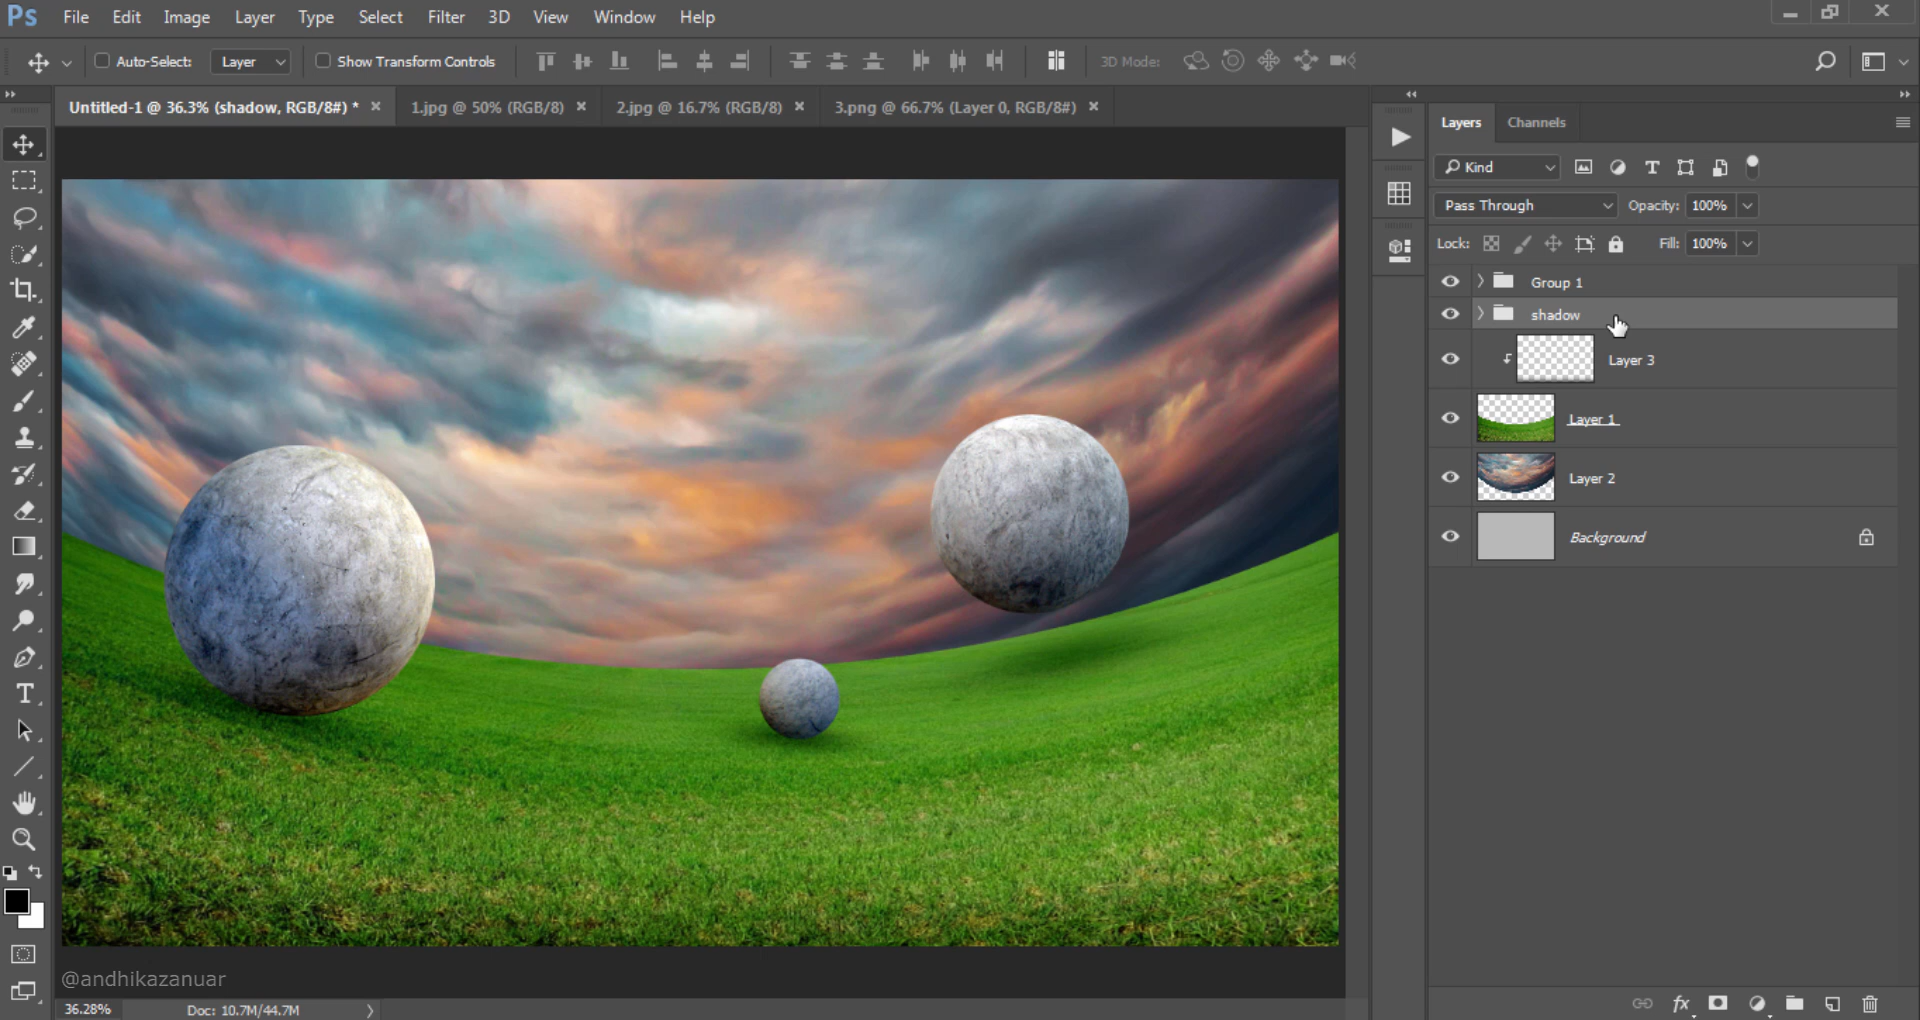 Ps File Edit Image Layer Type Select Filter 3D View Window Help
Auto-Select: Layer Show Transform Controls 3D Mode:
Untitled-1 @ 36.3% (shadow, RGB/8#) * 1.jpg @ 50% (RGB/8) 2.jpg @ 16.7% (RGB/8) 3.png @ 66.7% (Layer 0, RGB/8#)
Layers Channels
Kind
Pass Through Opacity: 100%
Lock: Fill: 100%
Group 1
shadow
Layer 3
Layer 1
Layer 2
Background
@andhikazanuar
36.28% Doc: 10.7M/44.7M
fx